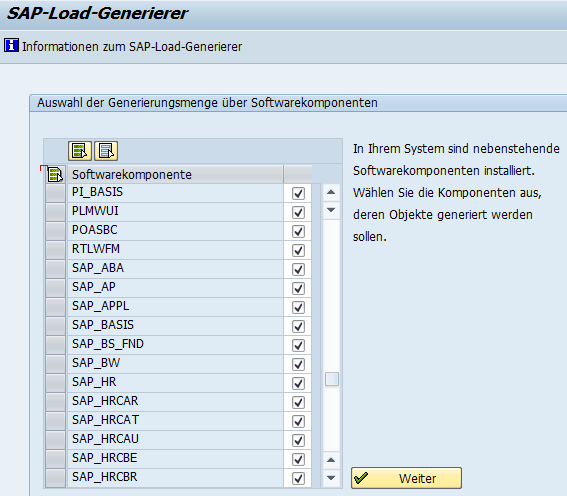 SAP-Load-Generierer
Informationen zum SAP-Load-Generierer
Auswahl der Generierungsmenge über Softwarekomponenten
Softwarekomponente
PI_BASIS
PLMWUI
POASBC
RTLWFM
SAP_ABA
SAP_AP
SAP_APPL
SAP_BASIS
SAP_BS_FND
SAP_BW
SAP_HR
SAP_HRCAR
SAP_HRCAT
SAP_HRCAU
SAP_HRCBE
SAP_HRCBR
In Ihrem System sind nebenstehende
Softwarekomponenten installiert.
Wählen Sie die Komponenten aus,
deren Objekte generiert werden
sollen.
Weiter